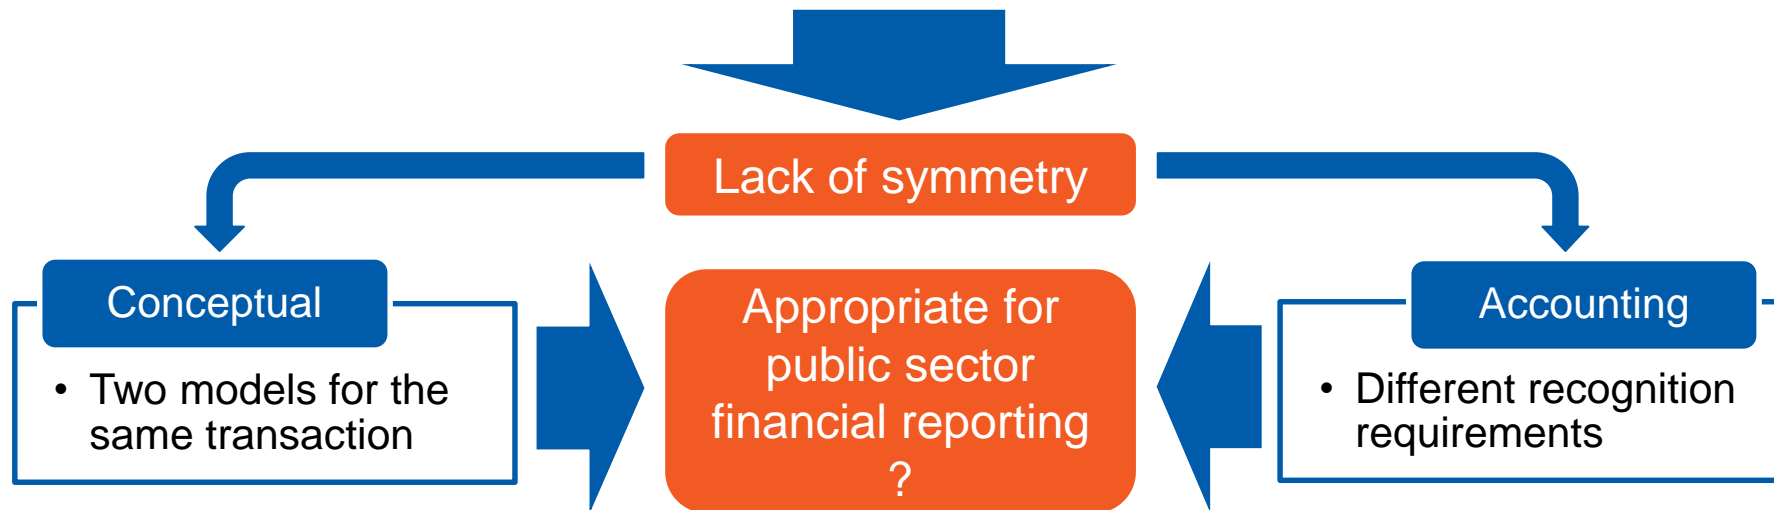 Lack of symmetry
Conceptual
• Two models for the
same transaction
Appropriate for
public sector
financial reporting
?
Accounting
• Different recognition
requirements